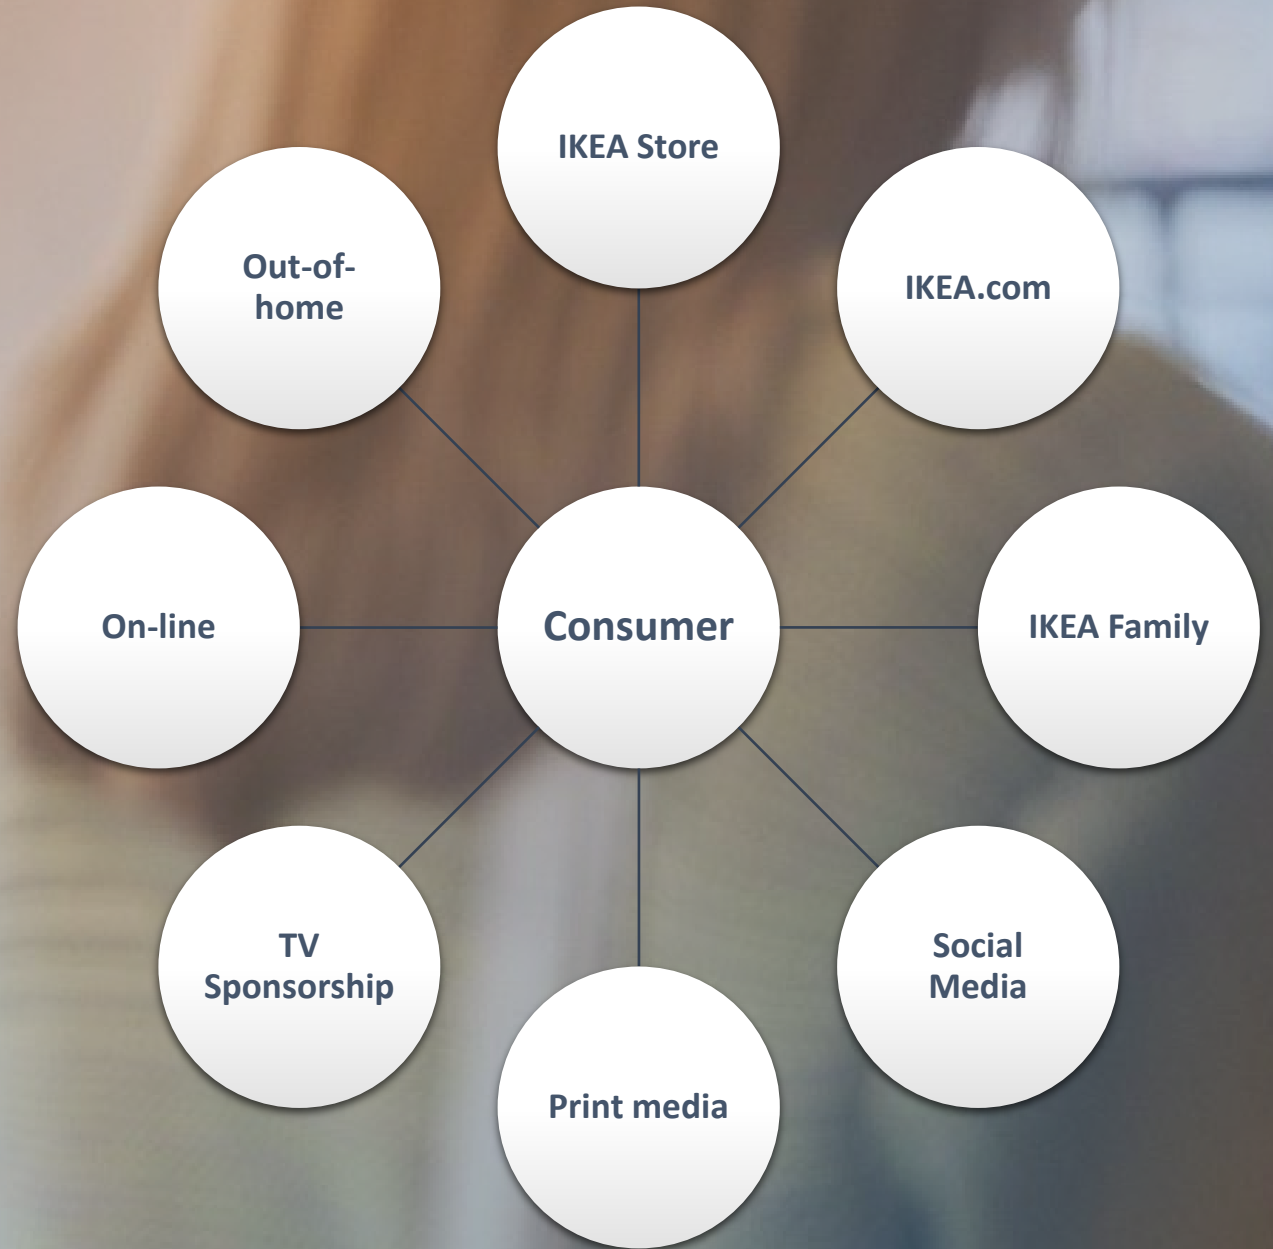 IKEA Store
Out-of-
home
IKEA.com
On-line
Consumer
IKEA Family
TV
Sponsorship
Social
Media
Print media